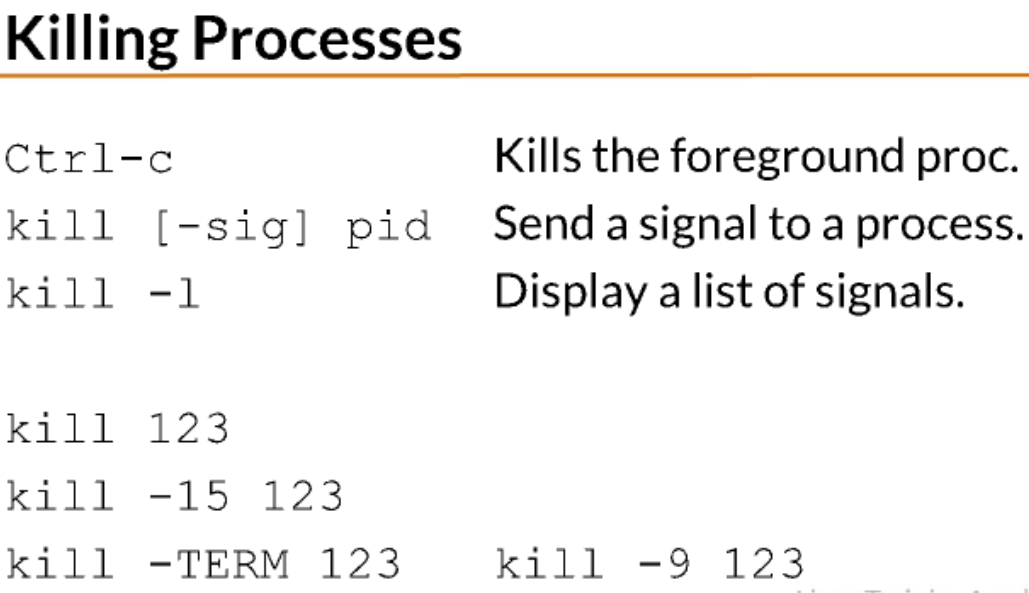 Killing Processes
Ctrl-c Kills the foreground proc.
kill [-sig] pid Send a signal to a process.
kill -l Display a list of signals.
kill 123
kill -15 123
kill -TERM 123 kill -9 123